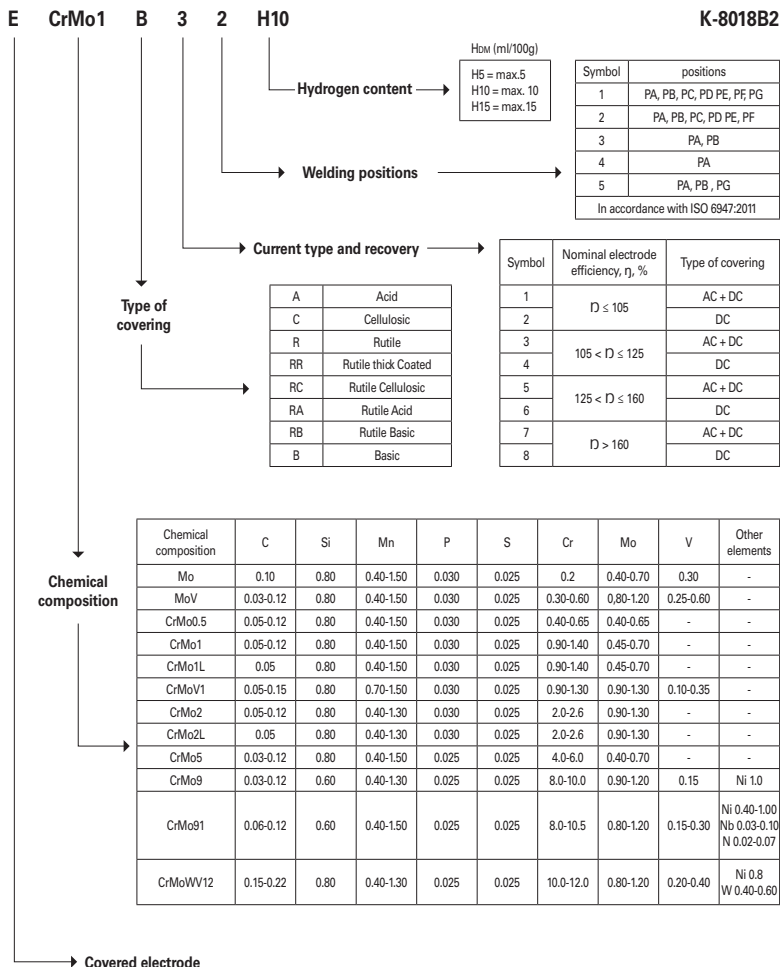 E CrMo1 B 3 2 H10 K-8018B2
HDM (ml/100g)
H5 = max.5
H10 = max. 10
H15 = max.15
Hydrogen content
Symbol positions
1 PA, PB, PC, PD PE, PF, PG
2 PA, PB, PC, PD PE, PF
3 PA, PB
4 PA
5 PA, PB , PG
In accordance with ISO 6947:2011
Welding positions
Current type and recovery
Symbol Nominal electrode efficiency, η, % Type of covering
1 η ≤ 105 AC + DC
2 DC
3 105 < η ≤ 125 AC + DC
4 DC
5 125 < η ≤ 160 AC + DC
6 DC
7 η > 160 AC + DC
8 DC
Type of
covering
A Acid
C Cellulosic
R Rutile
RR Rutile thick Coated
RC Rutile Cellulosic
RA Rutile Acid
RB Rutile Basic
B Basic
Chemical
composition
Chemical composition C Si Mn P S Cr Mo V Other elements
Mo 0.10 0.80 0.40-1.50 0.030 0.025 0.2 0.40-0.70 0.30 -
MoV 0.03-0.12 0.80 0.40-1.50 0.030 0.025 0.30-0.60 0,80-1.20 0.25-0.60 -
CrMo0.5 0.05-0.12 0.80 0.40-1.50 0.030 0.025 0.40-0.65 0.40-0.65 - -
CrMo1 0.05-0.12 0.80 0.40-1.50 0.030 0.025 0.90-1.40 0.45-0.70 - -
CrMo1L 0.05 0.80 0.40-1.50 0.030 0.025 0.90-1.40 0.45-0.70 - -
CrMoV1 0.05-0.15 0.80 0.70-1.50 0.030 0.025 0.90-1.30 0.90-1.30 0.10-0.35 -
CrMo2 0.05-0.12 0.80 0.40-1.30 0.030 0.025 2.0-2.6 0.90-1.30 - -
CrMo2L 0.05 0.80 0.40-1.30 0.030 0.025 2.0-2.6 0.90-1.30 - -
CrMo5 0.03-0.12 0.80 0.40-1.50 0.025 0.025 4.0-6.0 0.40-0.70 - -
CrMo9 0.03-0.12 0.60 0.40-1.30 0.025 0.025 8.0-10.0 0.90-1.20 0.15 Ni 1.0
CrMo91 0.06-0.12 0.60 0.40-1.50 0.025 0.025 8.0-10.5 0.80-1.20 0.15-0.30 Ni 0.40-1.00
Nb 0.03-0.10
N 0.02-0.07
CrMoWV12 0.15-0.22 0.80 0.40-1.30 0.025 0.025 10.0-12.0 0.80-1.20 0.20-0.40 Ni 0.8
W 0.40-0.60
Covered electrode